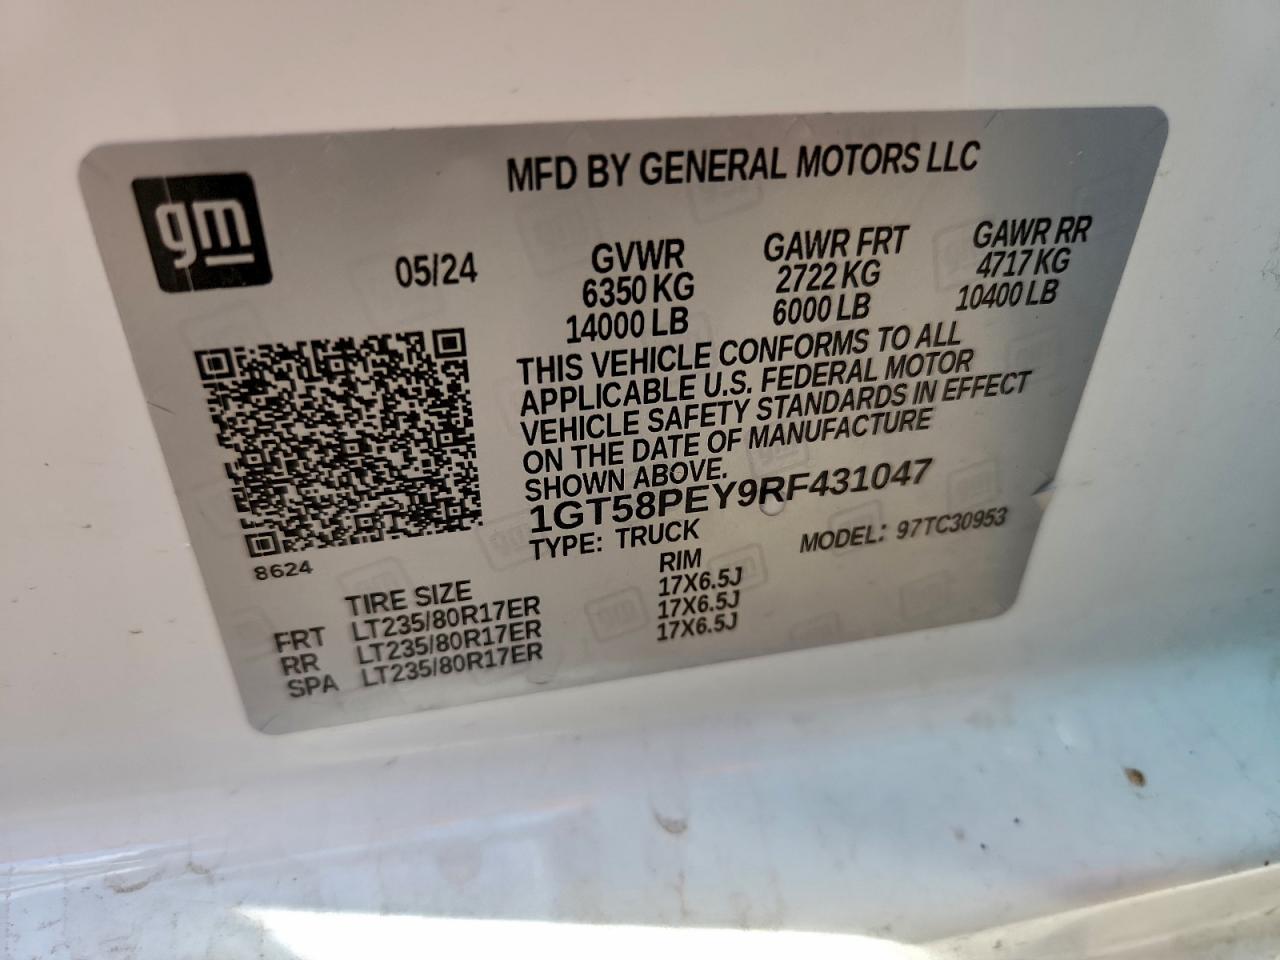 MFD BY GENERAL MOTORS LLC
gm
05/24
GVWR GAWR FRT GAWR RR
6350 KG 2722 KG 4717 KG
14000 LB 6000 LB 10400 LB
THIS VEHICLE CONFORMS TO ALL
APPLICABLE U.S. FEDERAL MOTOR
VEHICLE SAFETY STANDARDS IN EFFECT
ON THE DATE OF MANUFACTURE
SHOWN ABOVE.
1GT58PEY9RF431047
TYPE: TRUCK MODEL: 97TC30953
8624
TIRE SIZE RIM
FRT LT235/80R17ER 17X6.5J
RR LT235/80R17ER 17X6.5J
SPA LT235/80R17ER 17X6.5J